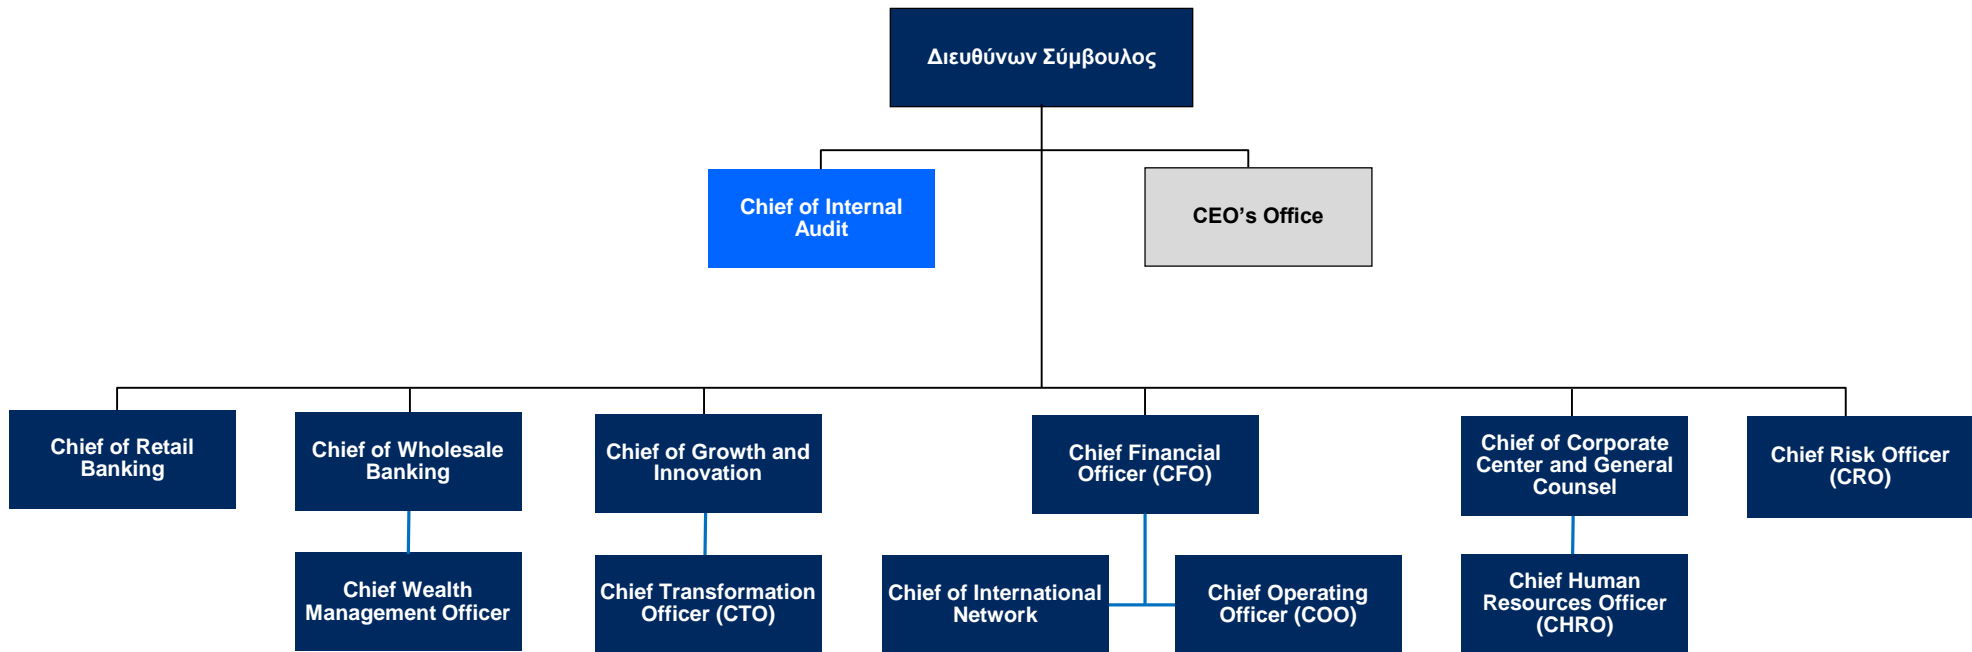 Διευθύνων Σύμβουλος
Chief of Internal
Audit
CEO’s Office
Chief of Retail
Banking
Chief of Wholesale
Banking
Chief of Growth and
Innovation
Chief Financial
Officer (CFO)
Chief of Corporate
Center and General
Counsel
Chief Risk Officer
(CRO)
Chief Wealth
Management Officer
Chief Transformation
Officer (CTO)
Chief of International
Network
Chief Operating
Officer (COO)
Chief Human
Resources Officer
(CHRO)